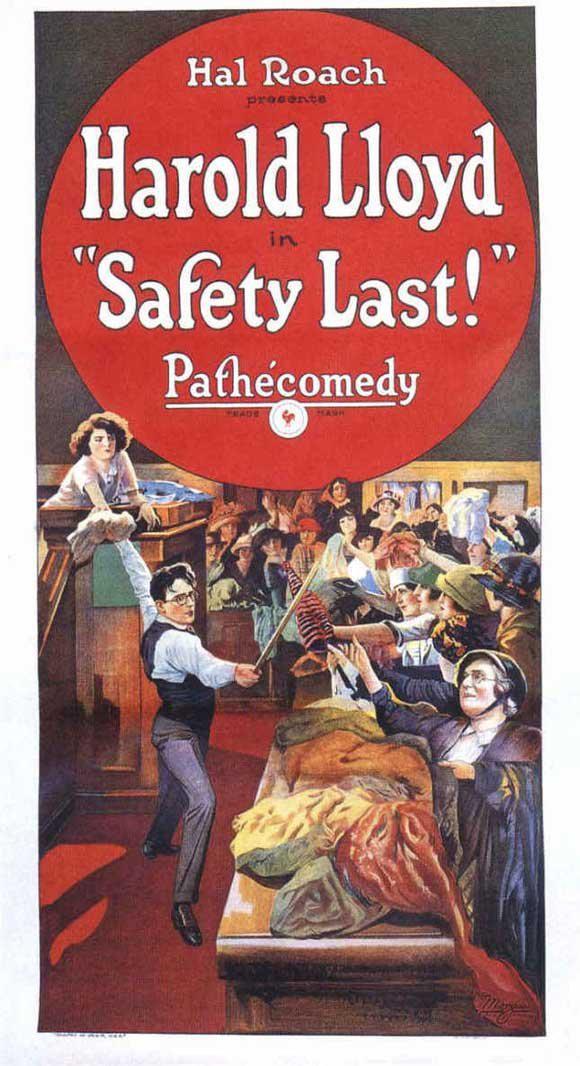 Hal Roach
presents
Harold Lloyd
in
"Safety Last!"
Pathécomedy
TRADE MARK